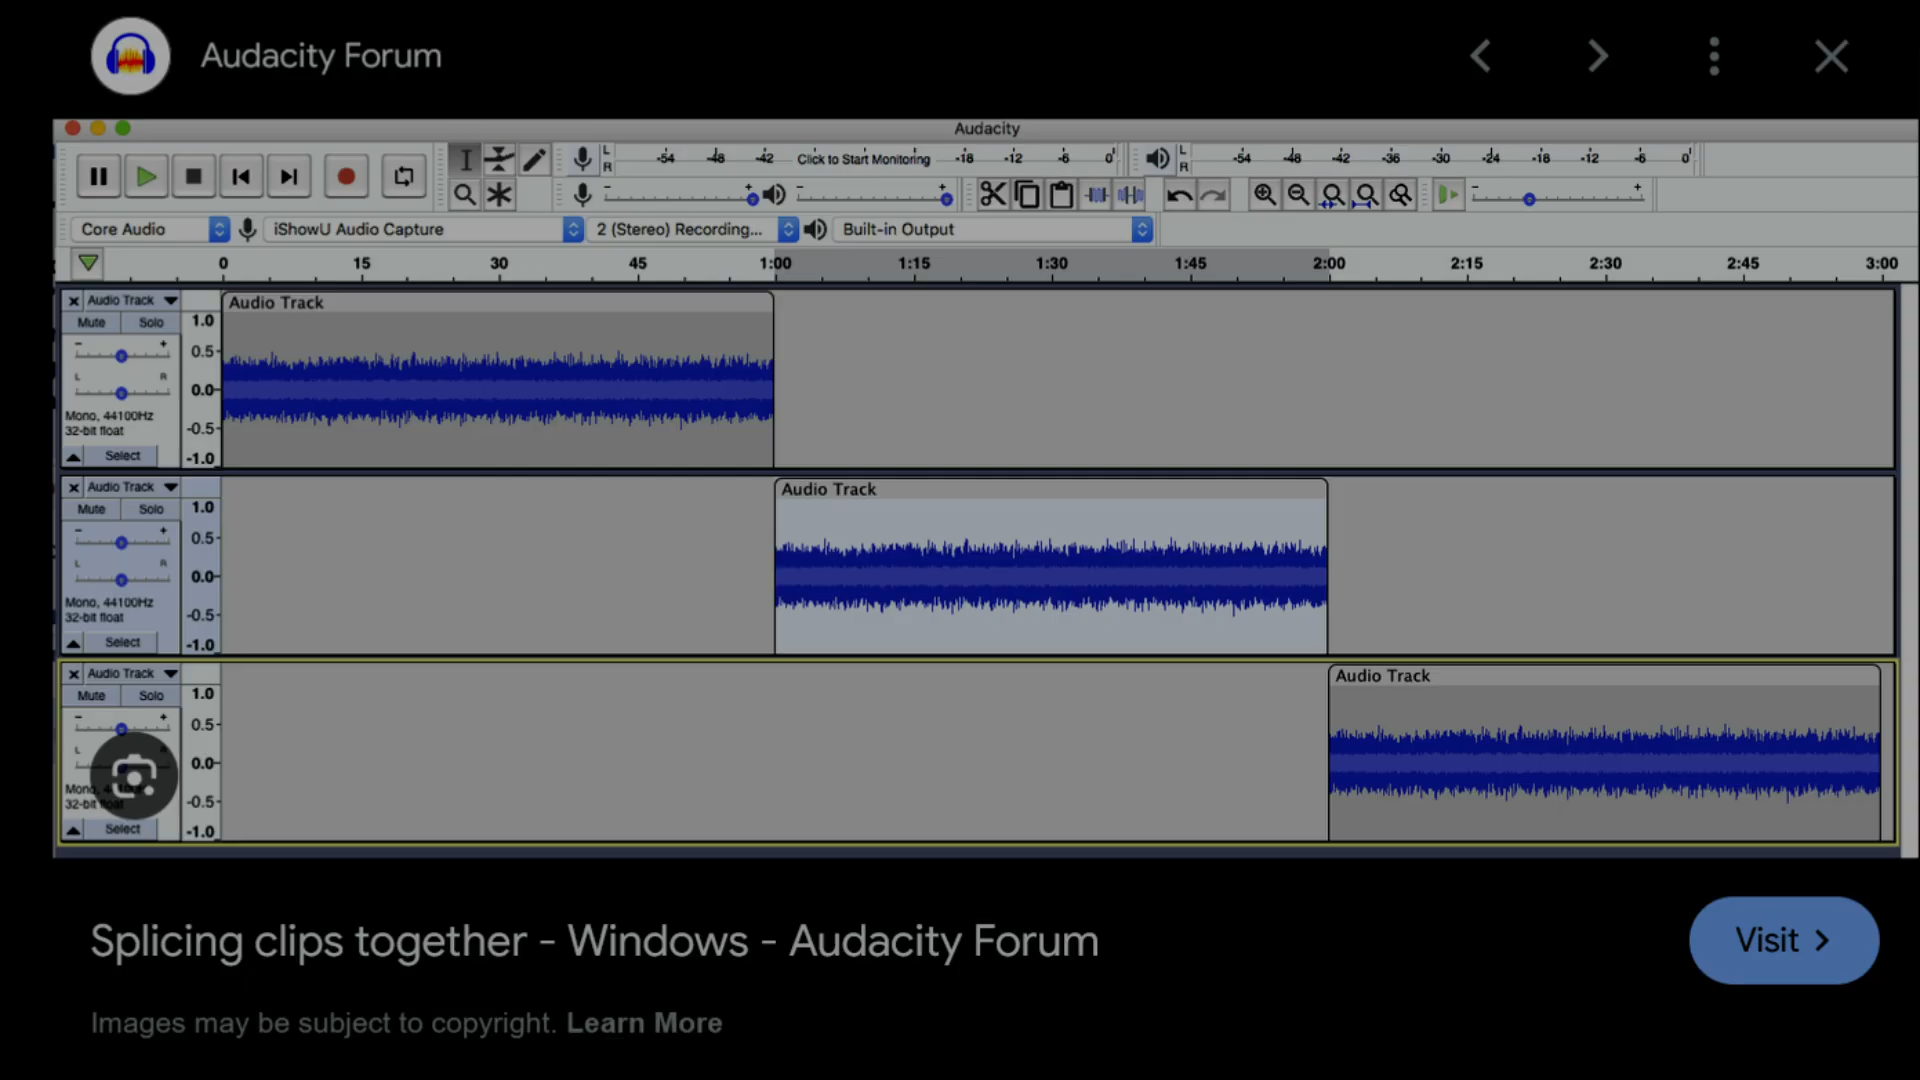 Audacity Forum
Audacity
L
R
-54 -48 -42 Click to Start Monitoring -18 -12 -6 0
L
R
-54 -48 -42 -36 -30 -24 -18 -12 -6 0
- + - +
- +
Core Audio iShowU Audio Capture 2 (Stereo) Recording... Built-in Output
0 15 30 45 1:00 1:15 1:30 1:45 2:00 2:15 2:30 2:45 3:00
Audio Track
Mute Solo
- +
L R
Mono, 44100Hz
32-bit float
Select
1.0
0.5
0.0
-0.5
-1.0
Audio Track
Audio Track
Mute Solo
- +
L R
Mono, 44100Hz
32-bit float
Select
1.0
0.5
0.0
-0.5
-1.0
Audio Track
Audio Track
Mute Solo
- +
L
Mono,
32-bit
Select
1.0
0.5
0.0
-0.5
-1.0
Audio Track
Splicing clips together - Windows - Audacity Forum
Visit
Images may be subject to copyright. Learn More